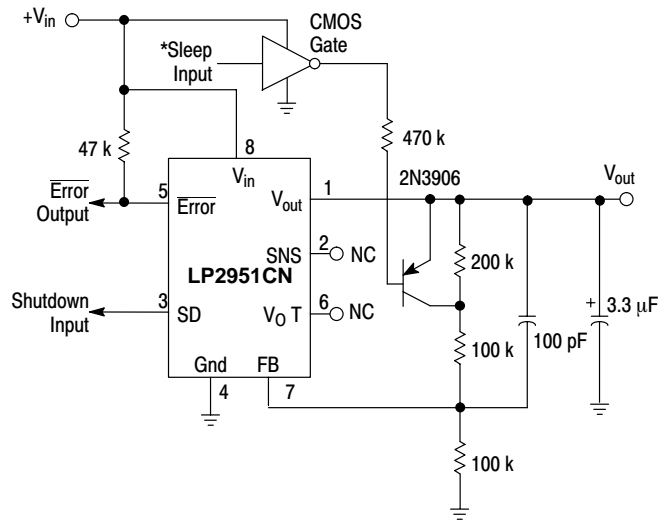 +Vin
*Sleep
Input
CMOS
Gate
47 k
470 k
8
Vin
2N3906
Error
Output
5
Error
Vout
1
Vout
SNS
2
NC
200 k
LP2951CN
Shutdown
Input
3
SD
VO T
6
NC
100 k
100 pF
+
3.3 µF
Gnd
FB
4
7
100 k